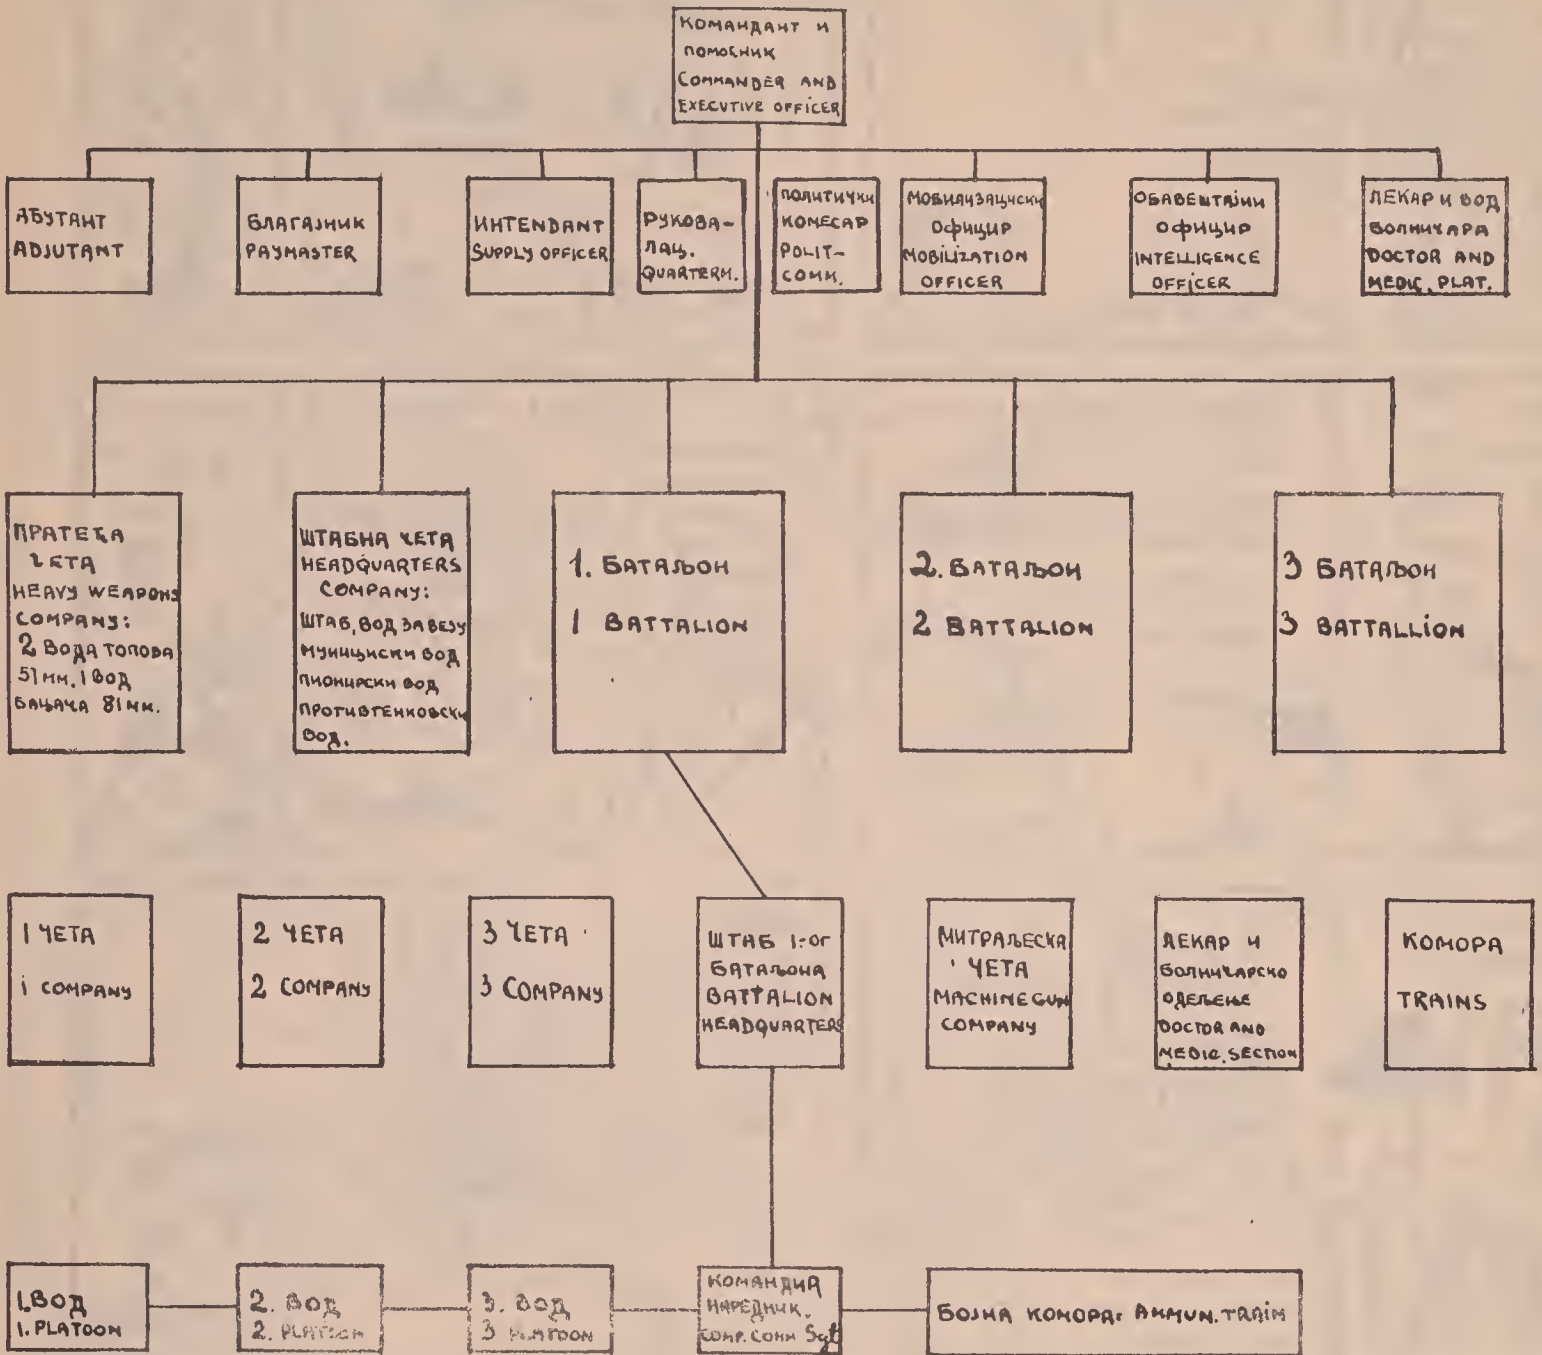 КОМАНДАНТ И
ПОМОЋНИК
COMMANDER AND
EXECUTIVE OFFICER
АЂУТАНТ
ADJUTANT
БЛАГАЈНИК
PAYMASTER
ИНТЕНДАНТ
SUPPLY OFFICER
РУКОВА-
ЛАЦ.
QUARTERM.
ПОЛИТИЧКИ
КОМЕСАР
POLIT-
COMM.
МОБИЛИЗАЦИСКИ
ОФИЦИР
MOBILIZATION
OFFICER
ОБАВЕШТАЈНИ
ОФИЦИР
INTELLIGENCE
OFFICER
ЛЕКАР И ВОД
БОЛНИЧАРА
DOCTOR AND
MEDIC. PLAT.
ПРАТЕЋА
ЧЕТА
HEAVY WEAPONS
COMPANY:
2 ВОДА ТОПОВА
57 ММ. 1 ВОД
БАЦАЧА 81 ММ.
ШТАБНА ЧЕТА
HEADQUARTERS
COMPANY:
ШТАБ, ВОД ЗА ВЕЗУ
МУНИЦИСКИ ВОД
ПИОНИРСКИ ВОД
ПРОТИВТЕНКОВСКИ
ВОД.
1. БАТАЉОН
1 BATTALION
2. БАТАЉОН
2 BATTALION
3 БАТАЉОН
3 BATTALLION
1 ЧЕТА
1 COMPANY
2 ЧЕТА
2 COMPANY
3 ЧЕТА
3 COMPANY
ШТАБ 1-ОГ
БАТАЉОНА
BATTALION
HEADQUARTERS
МИТРАЉЕСКА
ЧЕТА
MACHINE GUN
COMPANY
ЛЕКАР И
БОЛНИЧАРСКО
ОДЕЉЕЊЕ
DOCTOR AND
MEDIC. SECTION
КОМОРА
TRAINS
1. ВОД
1. PLATOON
2. ВОД
2. PLATOON
3. ВОД
3 PLATOON
КОМАНДИР
НАРЕДНИК.
COMP. COMM Sgt
БОЈНА КОМОРА: AMMUN. TRAIN